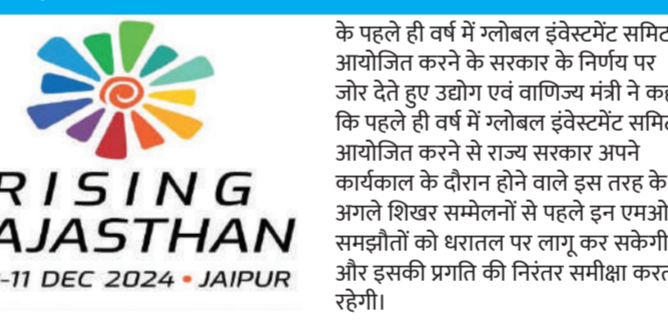 RISING
RAJASTHAN
-11 DEC 2024 • JAIPUR
के पहले ही वर्ष में ग्लोबल इंवेस्टमेंट समिट
आयोजित करने के सरकार के निर्णय पर
जोर देते हुए उद्योग एवं वाणिज्य मंत्री ने कहा
कि पहले ही वर्ष में ग्लोबल इंवेस्टमेंट समिट
आयोजित करने से राज्य सरकार अपने
कार्यकाल के दौरान होने वाले इस तरह के
अगले शिखर सम्मेलनों से पहले इन एमओ
समझौतों को धरातल पर लागू कर सकेगी
और इसकी प्रगति की निरंतर समीक्षा करत
रहेगी।